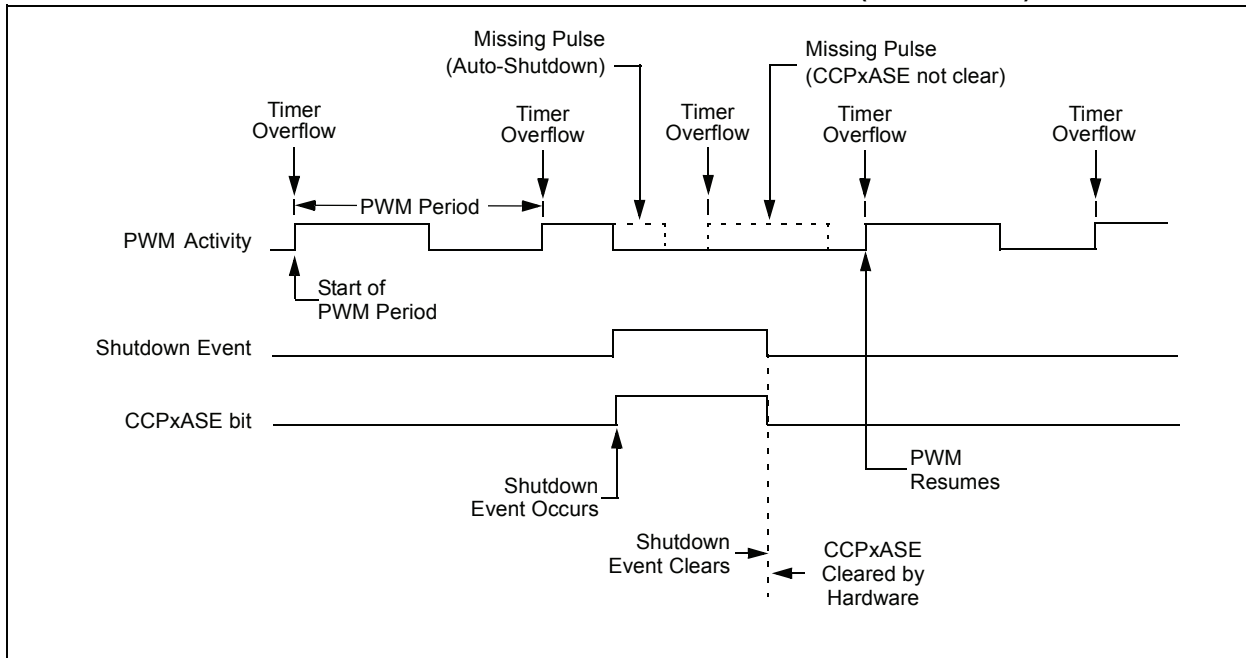 Missing Pulse
(Auto-Shutdown)
Missing Pulse
(CCPxASE not clear)
Timer
Overflow
Timer
Overflow
Timer
Overflow
Timer
Overflow
Timer
Overflow
PWM Period
PWM Activity
Start of
PWM Period
Shutdown Event
CCPxASE bit
Shutdown
Event Occurs
PWM
Resumes
Shutdown
Event Clears
CCPxASE
Cleared by
Hardware